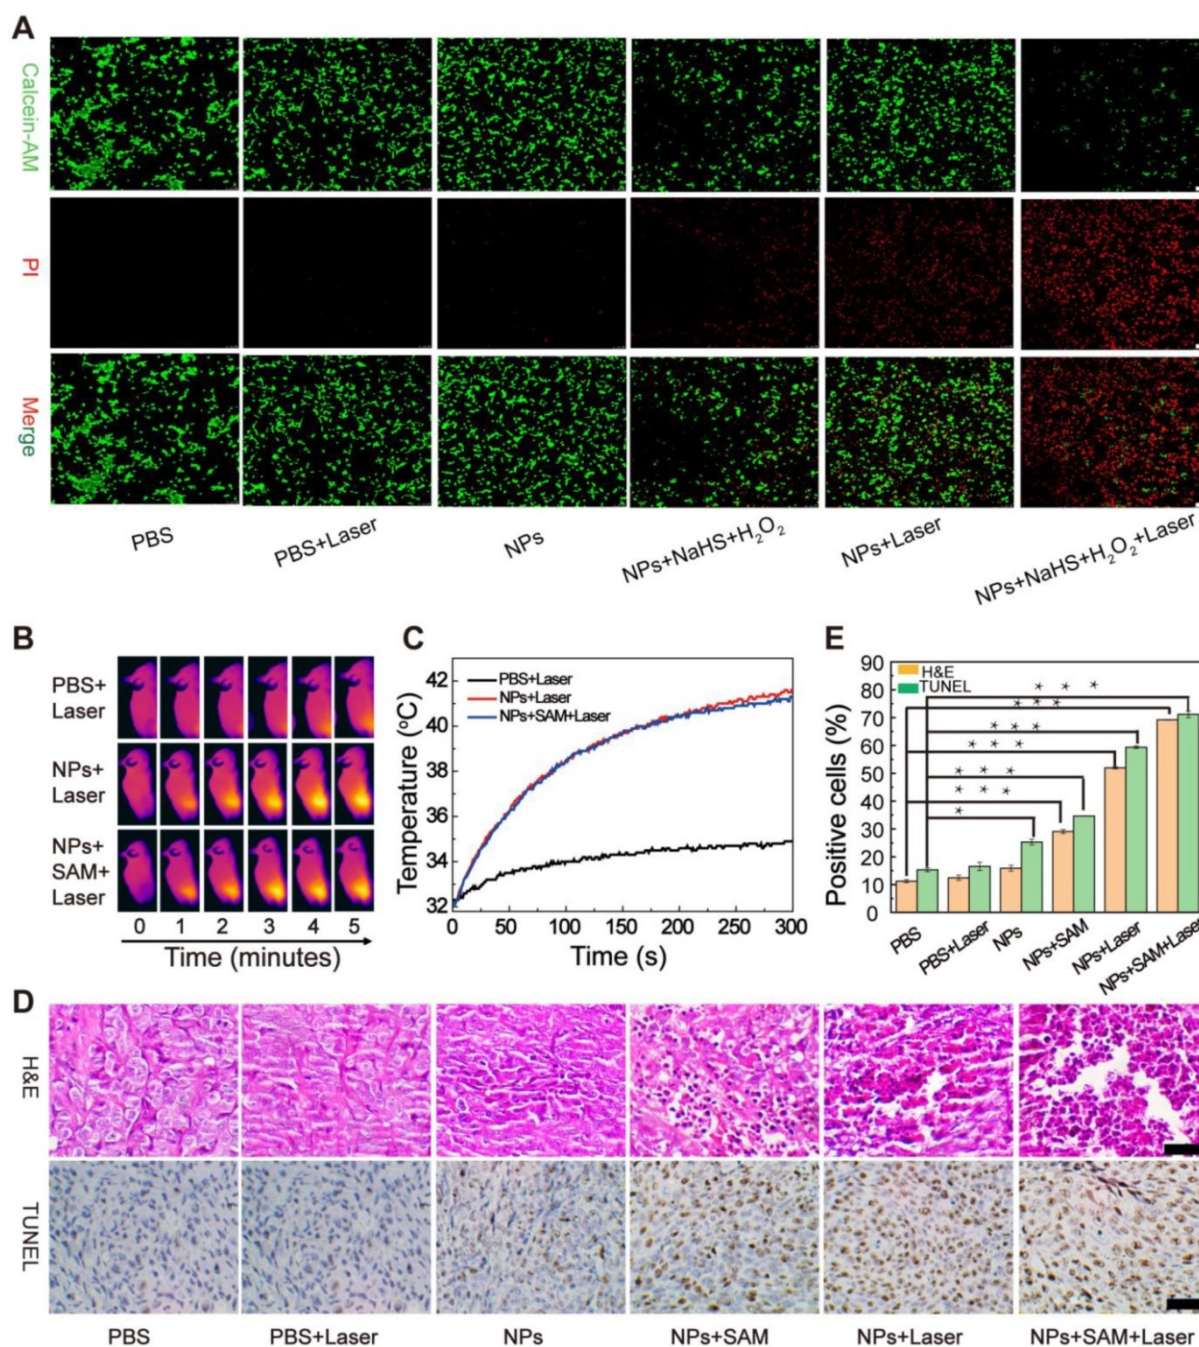 A
Calcein-AM
PI
Merge
PBS
PBS+Laser
NPs
NPs+NaHS+H₂O₂
NPs+Laser
NPs+NaHS+H₂O₂+Laser
B
PBS+
Laser
NPs+
Laser
NPs+
SAM+
Laser
0 1 2 3 4 5
Time (minutes)
C
Temperature (ºC)
42
40
38
36
34
32
PBS+Laser
NPs+Laser
NPs+SAM+Laser
0 50 100 150 200 250 300
Time (s)
E
Positive cells (%)
90
80
70
60
50
40
30
20
10
0
H&E
TUNEL
* * *
* * *
* * *
* * *
* * *
* * *
*
PBS
PBS+Laser
NPs
NPs+SAM
NPs+Laser
NPs+SAM+Laser
D
H&E
TUNEL
PBS
PBS+Laser
NPs
NPs+SAM
NPs+Laser
NPs+SAM+Laser